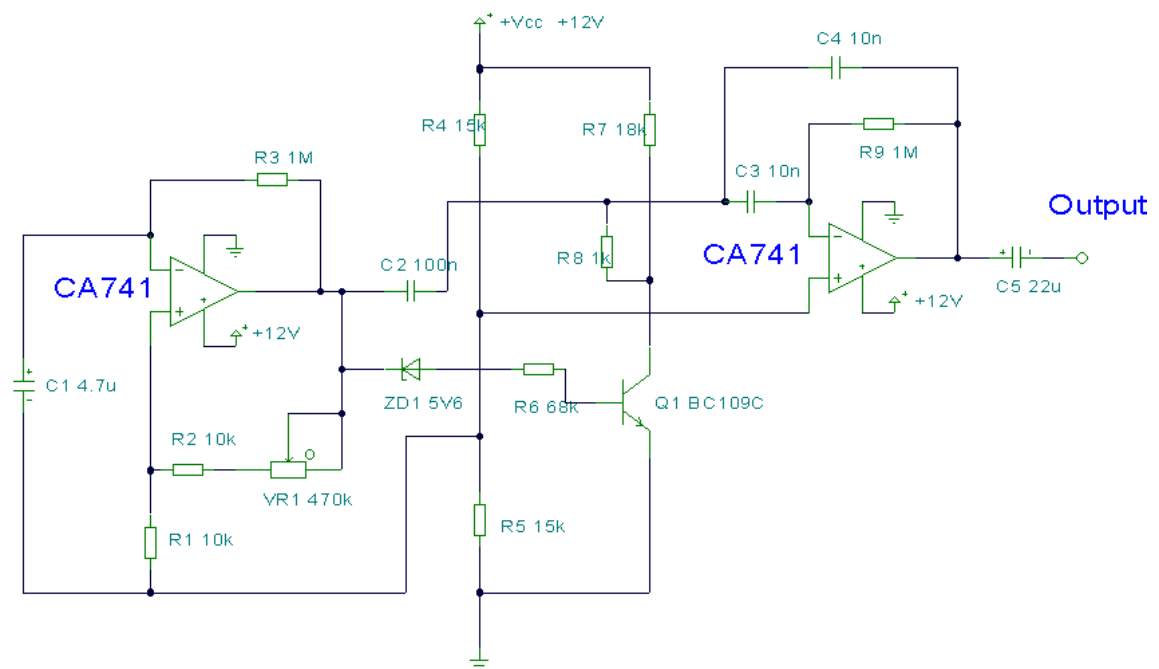 +Vcc +12V
C4 10n
R4 15k
R7 18k
R9 1M
R3 1M
C3 10n
Output
CA741
C2 100n
R8 1k
CA741
+12V
C5 22u
+12V
C1 4.7u
ZD1 5V6
R6 68k
Q1 BC109C
R2 10k
VR1 470k
R1 10k
R5 15k